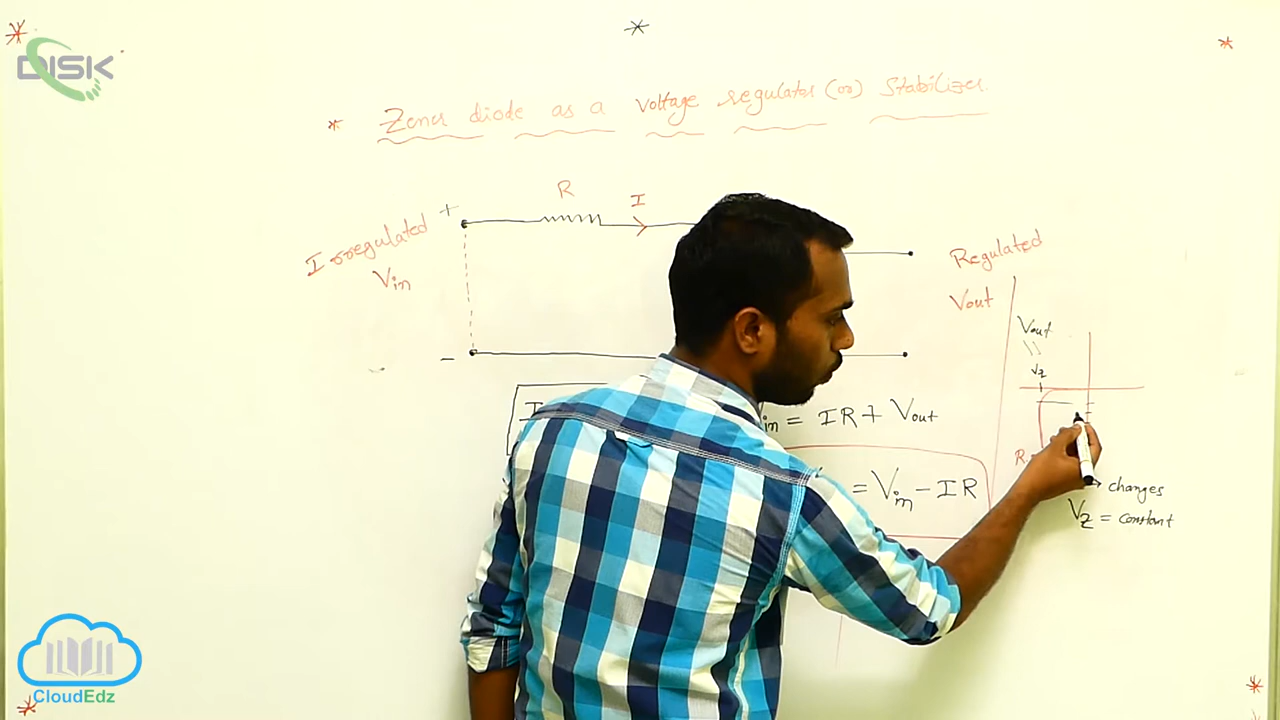 DISK
* Zener diode as a Voltage regulator (or) Stabilizer.
R
I
+
Irregulated
Vin
Regulated
Vout
Vout
Vz
-
in = IR + Vout
= Vin - IR
R
changes
Vz = constant
CloudEdz